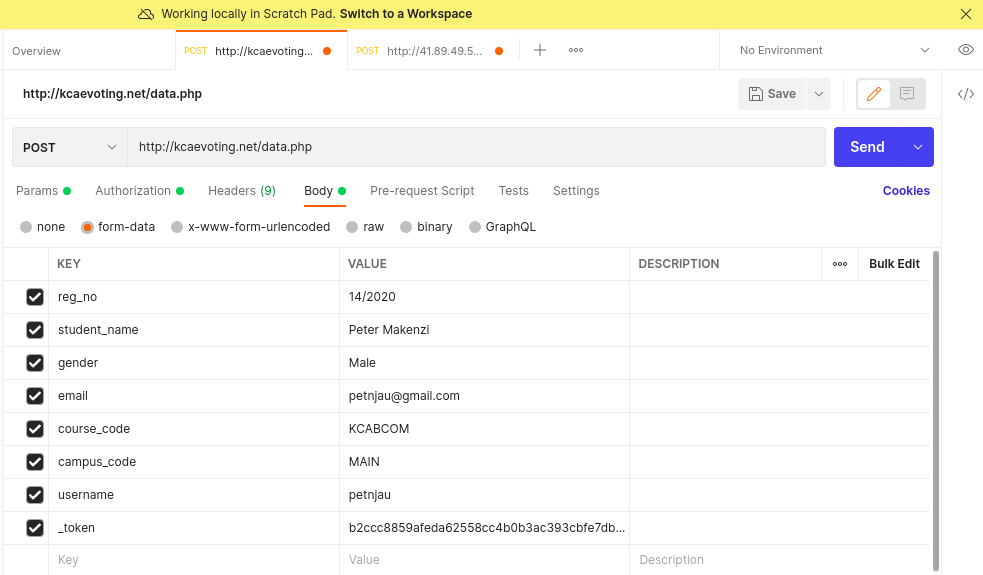 Working locally in Scratch Pad. Switch to a Workspace
Overview
POST http://kcaevoting...
POST http://41.89.49.5...
No Environment
http://kcaevoting.net/data.php
Save
</>
POST
http://kcaevoting.net/data.php
Send
Params Authorization Headers (9) Body Pre-request Script Tests Settings Cookies
none form-data x-www-form-urlencoded raw binary GraphQL
KEY VALUE DESCRIPTION Bulk Edit
reg_no 14/2020
student_name Peter Makenzi
gender Male
email petnjau@gmail.com
course_code KCABCOM
campus_code MAIN
username petnjau
_token b2ccc8859afeda62558cc4b0b3ac393cbfe7db...
Key Value Description